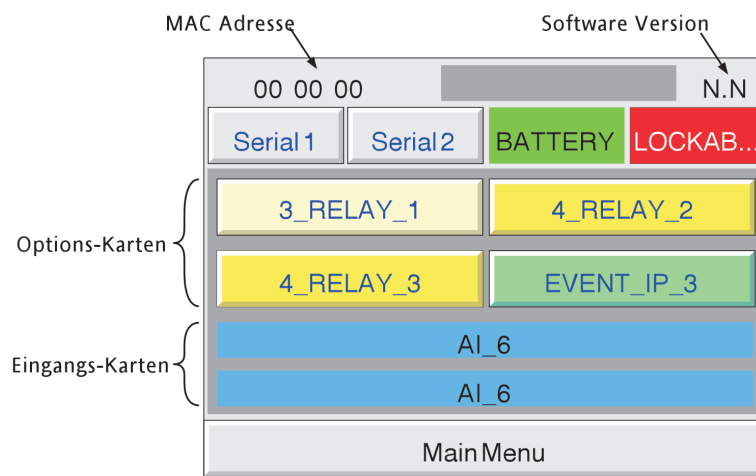 MAC Adresse
Software Version
00 00 00
N.N
Serial 1
Serial 2
BATTERY
LOCKAB...
Options-Karten
3_RELAY_1
4_RELAY_2
4_RELAY_3
EVENT_IP_3
Eingangs-Karten
AI_6
AI_6
Main Menu